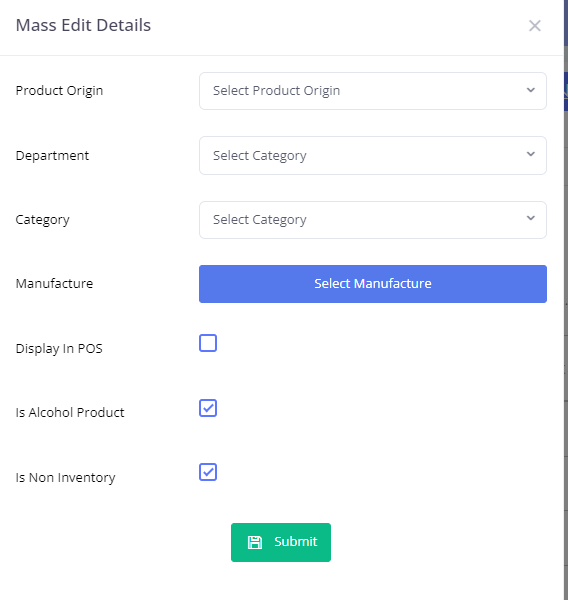 Mass Edit Details
Product Origin Select Product Origin
Department Select Category
Category Select Category
Manufacture Select Manufacture
Display In POS
Is Alcohol Product
Is Non Inventory
Submit